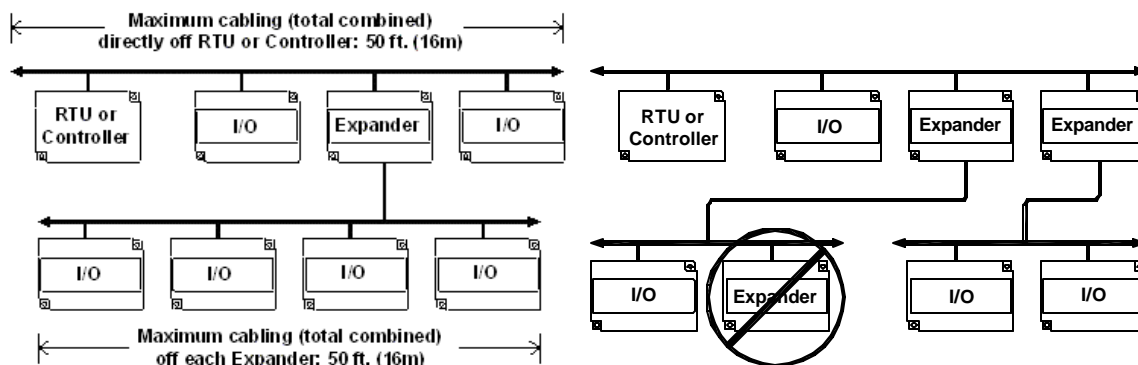 Maximum cabling (total combined)
directly off RTU or Controller: 50 ft. (16m)
RTU or
Controller
I/O
Expander
I/O
I/O
I/O
I/O
I/O
Maximum cabling (total combined)
off each Expander: 50 ft. (16m)
RTU or
Controller
I/O
Expander
Expander
I/O
Expander
I/O
I/O